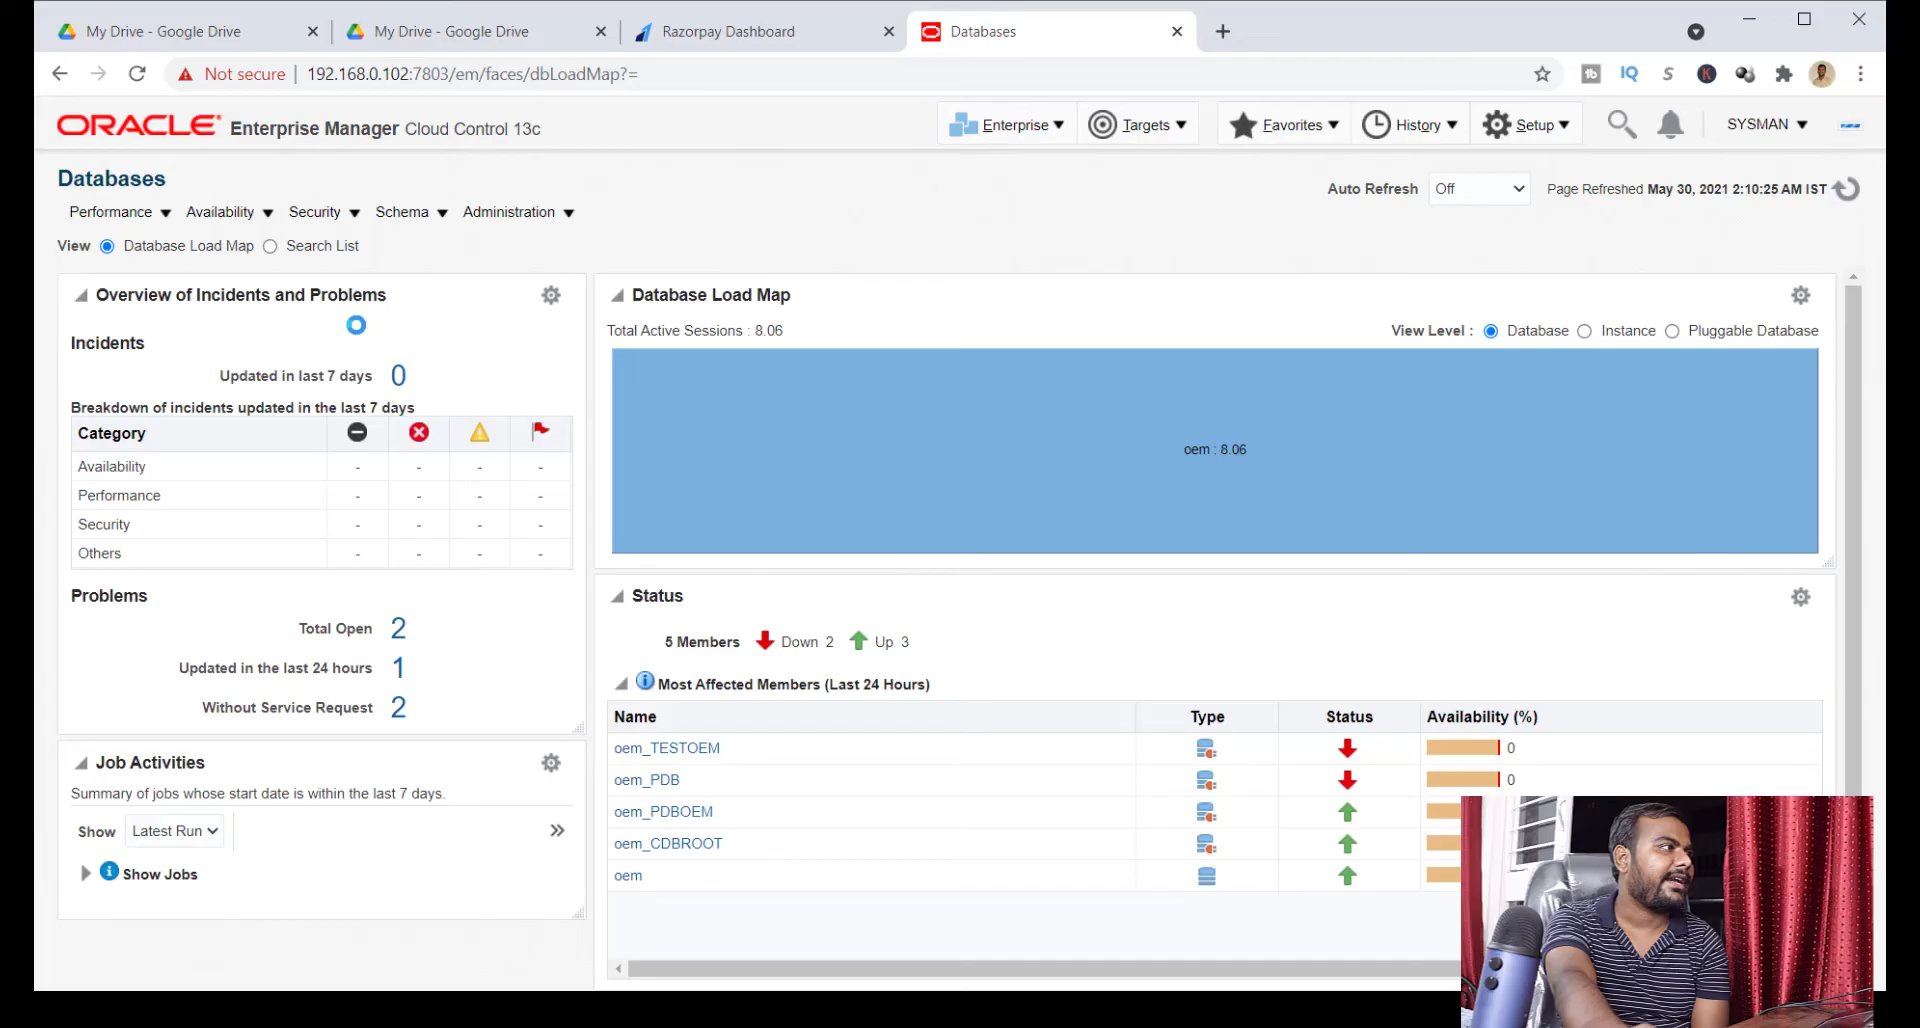 My Drive - Google Drive
My Drive - Google Drive
Razorpay Dashboard
Databases
Not secure
192.168.0.102:7803/em/faces/dbLoadMap?=
ORACLE Enterprise Manager Cloud Control 13c
Enterprise
Targets
Favorites
History
Setup
SYSMAN
Databases
Auto Refresh Off
Page Refreshed May 30, 2021 2:10:25 AM IST
Performance Availability Security Schema Administration
View Database Load Map Search List
Overview of Incidents and Problems
Incidents
Updated in last 7 days 0
Breakdown of incidents updated in the last 7 days
Category
Availability - - - -
Performance - - - -
Security - - - -
Others - - - -
Problems
Total Open 2
Updated in the last 24 hours 1
Without Service Request 2
Job Activities
Summary of jobs whose start date is within the last 7 days.
Show Latest Run
Show Jobs
Database Load Map
Total Active Sessions : 8.06
View Level : Database Instance Pluggable Database
oem : 8.06
Status
5 Members Down 2 Up 3
Most Affected Members (Last 24 Hours)
Name Type Status Availability (%)
oem_TESTOEM 0
oem_PDB 0
oem_PDBOEM
oem_CDBROOT
oem